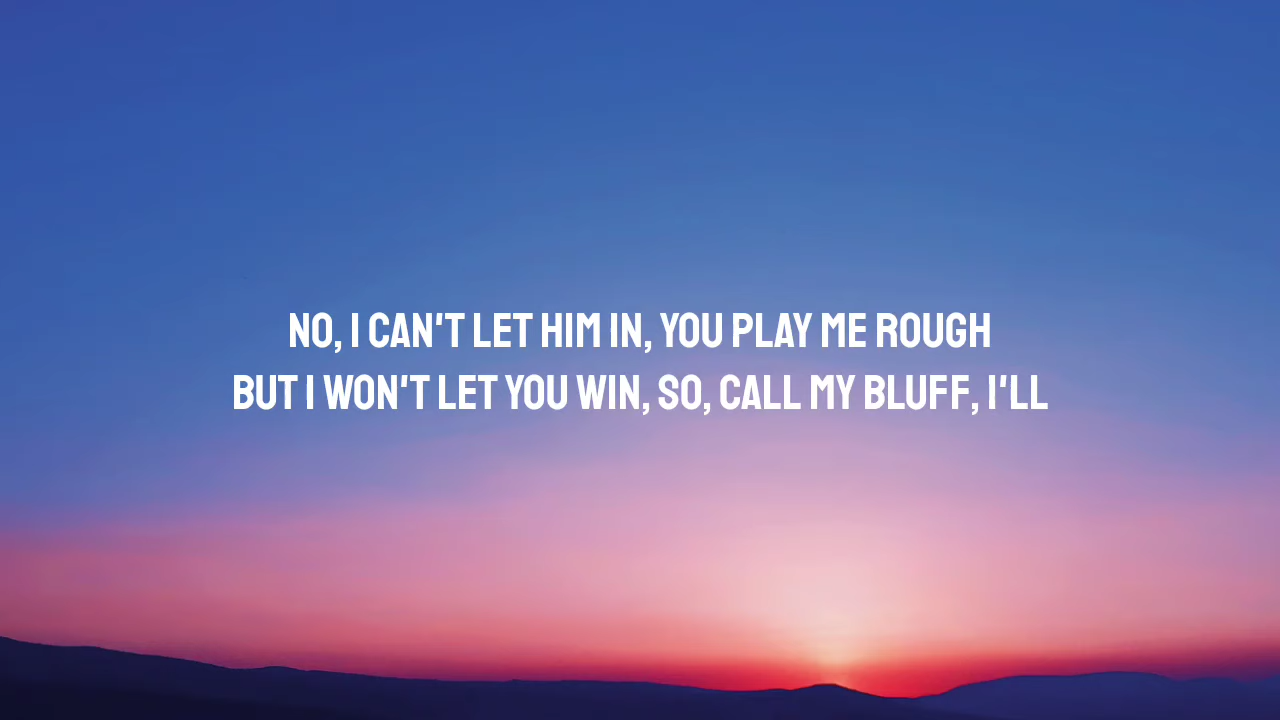 NO, I CAN'T LET HIM IN, YOU PLAY ME ROUGH
BUT I WON'T LET YOU WIN, SO, CALL MY BLUFF, I'LL